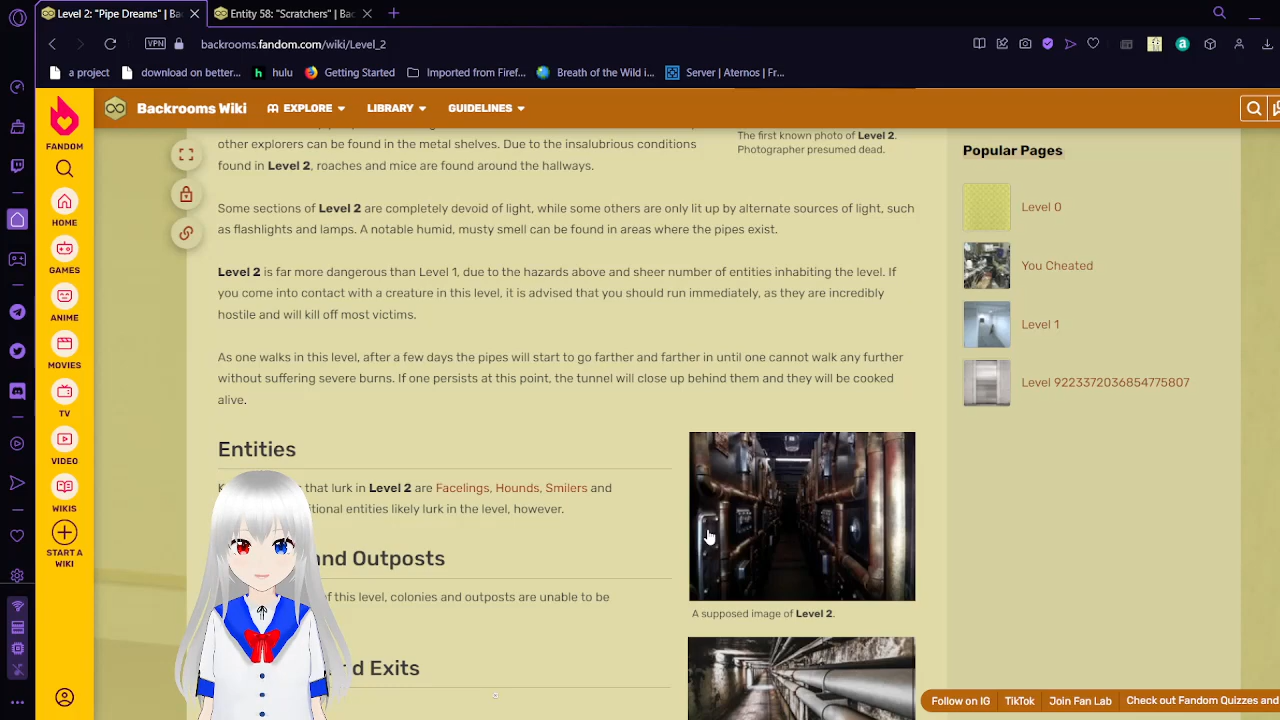 Level 2: "Pipe Dreams" | Bac
Entity 58: "Scratcher" | Bac
VPN
backrooms.fandom.com/wiki/Level_2
a project
download on better...
hulu
Getting Started
Imported from Firef...
Breath of the Wild i...
Server | Aternos | Fr...
FANDOM
HOME
GAMES
ANIME
MOVIES
TV
VIDEO
WIKIS
START A
WIKI
Backrooms Wiki
EXPLORE
LIBRARY
GUIDELINES
other explorers can be found in the metal shelves. Due to the insalubrious conditions
found in Level 2, roaches and mice are found around the hallways.
The first known photo of Level 2.
Photographer presumed dead.
Some sections of Level 2 are completely devoid of light, while some others are only lit up by alternate sources of light, such
as flashlights and lamps. A notable humid, musty smell can be found in areas where the pipes exist.
Level 2 is far more dangerous than Level 1, due to the hazards above and sheer number of entities inhabiting the level. If
you come into contact with a creature in this level, it is advised that you should run immediately, as they are incredibly
hostile and will kill off most victims.
As one walks in this level, after a few days the pipes will start to go farther and farther in until one cannot walk any further
without suffering severe burns. If one persists at this point, the tunnel will close up behind them and they will be cooked
alive.
Entities
that lurk in Level 2 are Facelings, Hounds, Smilers and
itional entities likely lurk in the level, however.
nd Outposts
of this level, colonies and outposts are unable to be
d Exits
A supposed image of Level 2.
Popular Pages
Level 0
You Cheated
Level 1
Level 9223372036854775807
Follow on IG
TikTok
Join Fan Lab
Check out Fandom Quizzes and